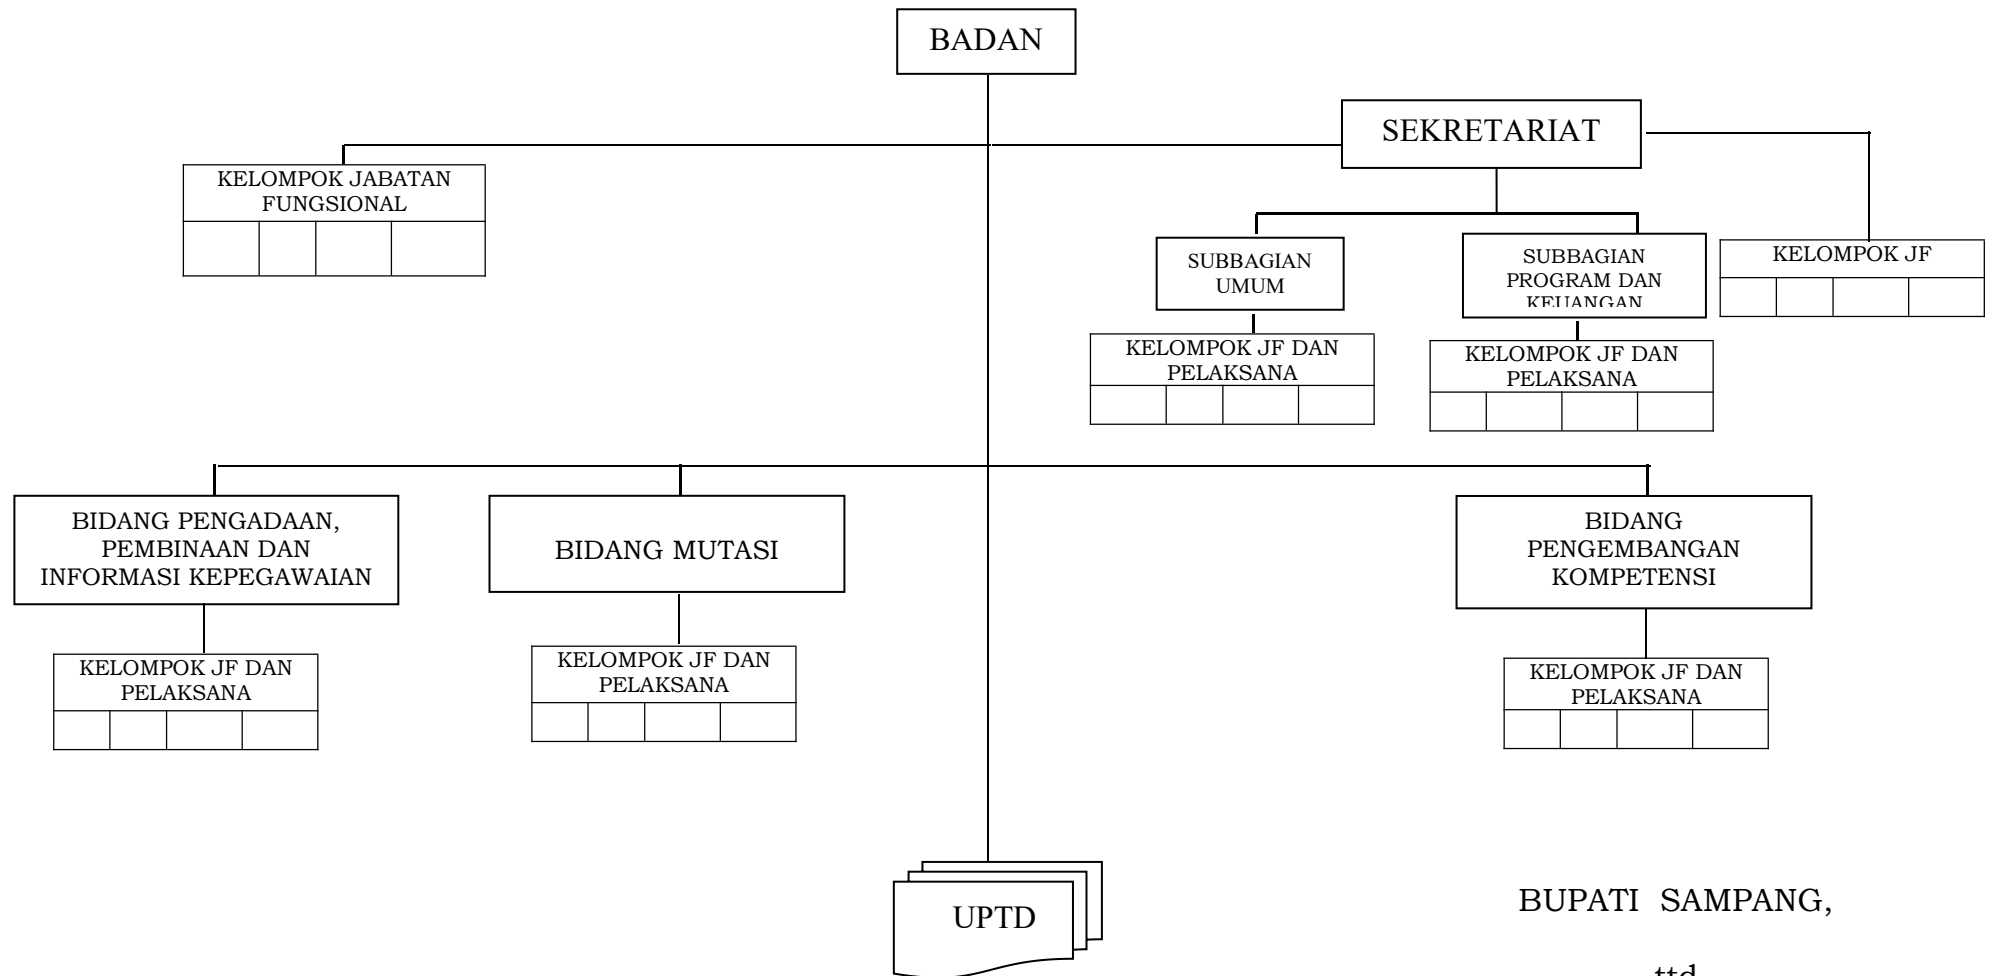 BADAN
SEKRETARIAT
KELOMPOK JABATAN
FUNGSIONAL
SUBBAGIAN
UMUM
SUBBAGIAN
PROGRAM DAN
KEUANGAN
KELOMPOK JF
KELOMPOK JF DAN
PELAKSANA
KELOMPOK JF DAN
PELAKSANA
BIDANG PENGADAAN,
PEMBINAAN DAN
INFORMASI KEPEGAWAIAN
BIDANG MUTASI
BIDANG
PENGEMBANGAN
KOMPETENSI
KELOMPOK JF DAN
PELAKSANA
KELOMPOK JF DAN
PELAKSANA
KELOMPOK JF DAN
PELAKSANA
UPTD
BUPATI SAMPANG,
ttd